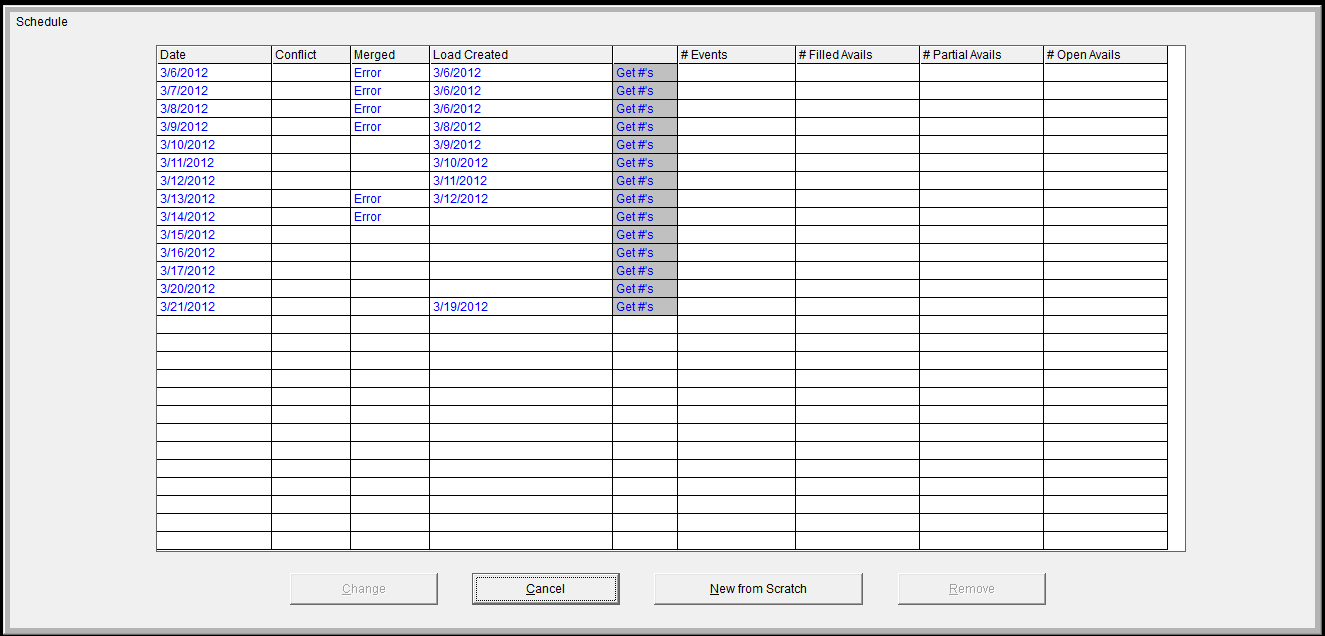 Schedule
Date Conflict Merged Load Created # Events # Filled Avails # Partial Avails # Open Avails
3/6/2012 Error 3/6/2012 Get #'s
3/7/2012 Error 3/6/2012 Get #'s
3/8/2012 Error 3/6/2012 Get #'s
3/9/2012 Error 3/8/2012 Get #'s
3/10/2012 3/9/2012 Get #'s
3/11/2012 3/10/2012 Get #'s
3/12/2012 3/11/2012 Get #'s
3/13/2012 Error 3/12/2012 Get #'s
3/14/2012 Error Get #'s
3/15/2012 Get #'s
3/16/2012 Get #'s
3/17/2012 Get #'s
3/20/2012 Get #'s
3/21/2012 3/19/2012 Get #'s
Change Cancel New from Scratch Remove